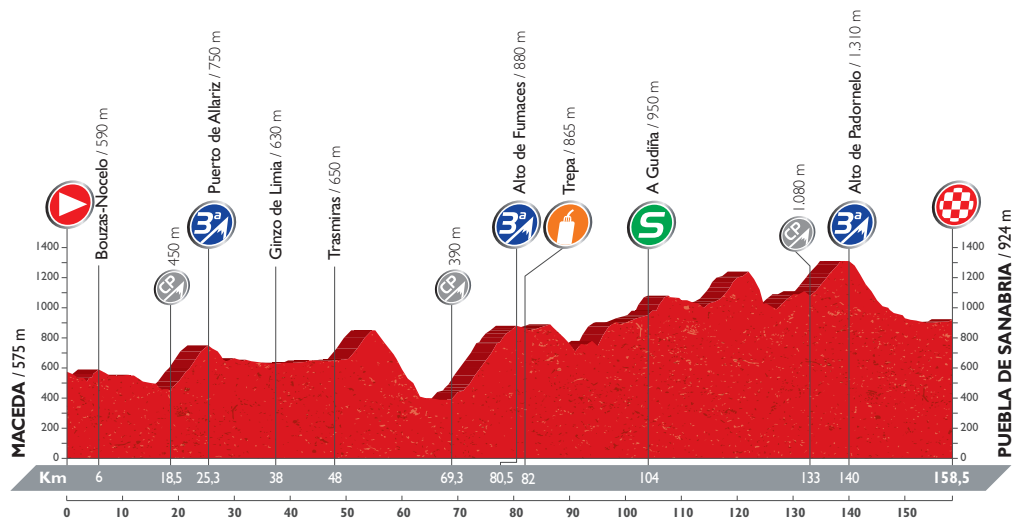 MACEDA / 575 m
Bouzas-Nocelo / 590 m
CP
450 m
Puerto de Allariz / 750 m
3ª
Ginzo de Limia / 630 m
Trasmiras / 650 m
CP
390 m
Alto de Fumaces / 880 m
3ª
Trepa / 865 m
A Gudiña / 950 m
S
CP
1.080 m
Alto de Padornelo / 1.310 m
3ª
PUEBLA DE SANABRIA / 924 m
1400
1200
1000
800
600
400
200
0
1400
1200
1000
800
600
400
200
0
Km 6 18,5 25,3 38 48 69,3 80,5 82 104 133 140 158,5
0 10 20 30 40 50 60 70 80 90 100 110 120 130 140 150